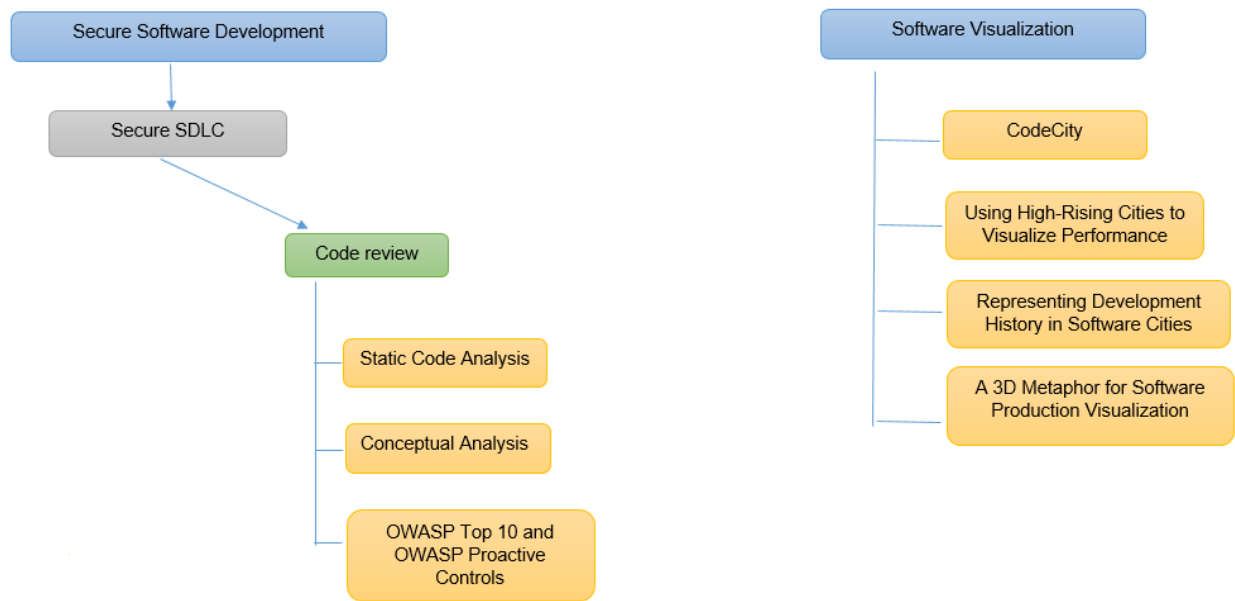 Secure Software Development
Secure SDLC
Code review
Static Code Analysis
Conceptual Analysis
OWASP Top 10 and
OWASP Proactive
Controls
Software Visualization
CodeCity
Using High-Rising Cities to
Visualize Performance
Representing Development
History in Software Cities
A 3D Metaphor for Software
Production Visualization